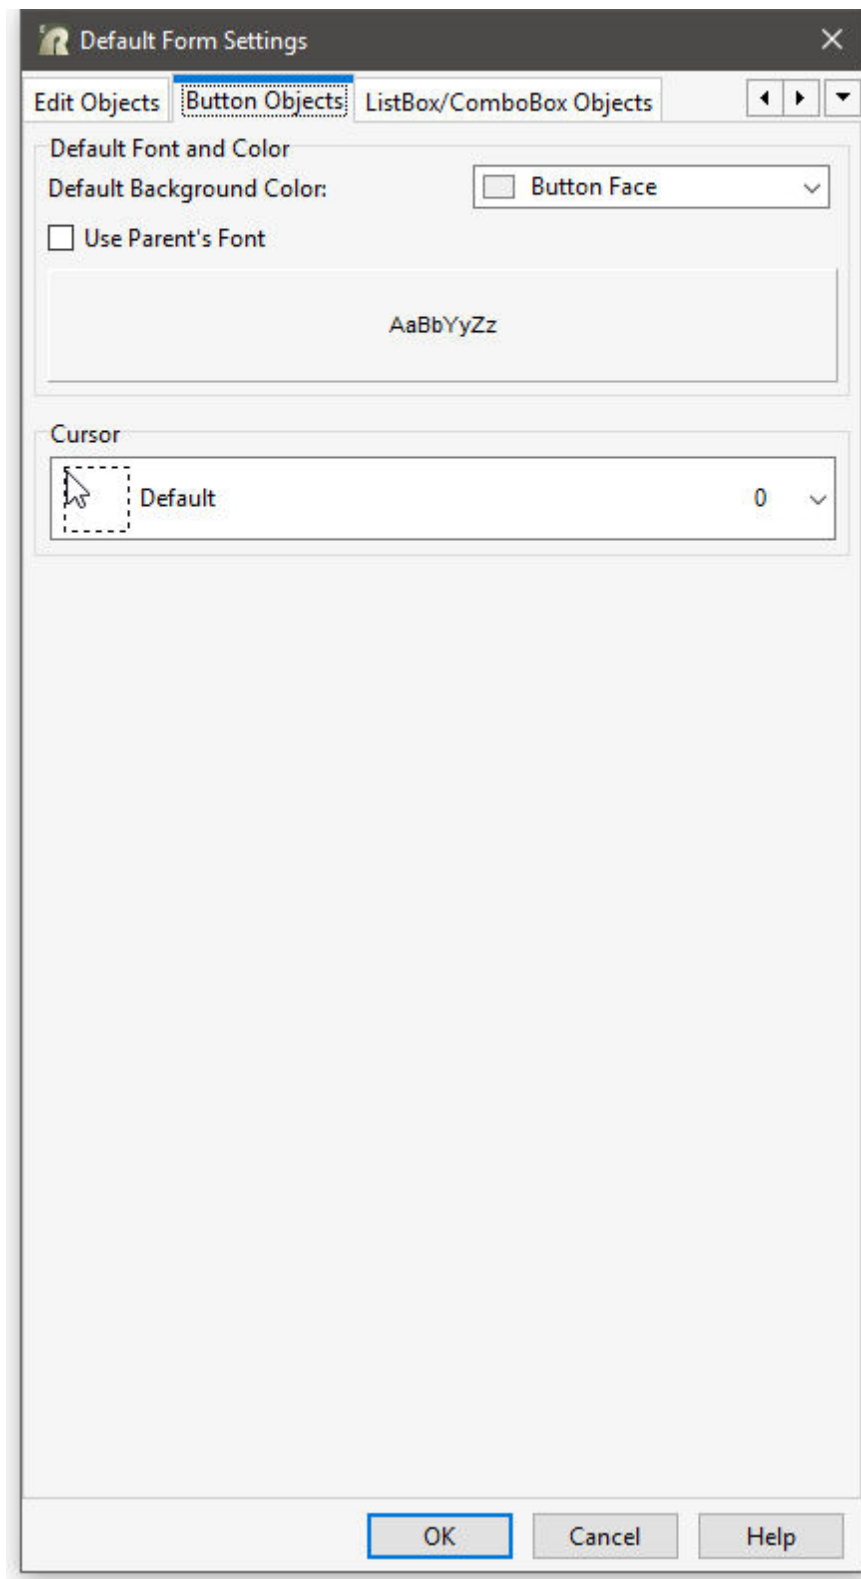 Default Form Settings
Edit Objects Button Objects ListBox/ComboBox Objects
Default Font and Color
Default Background Color: Button Face
Use Parent's Font
AaBbYyZz
Cursor
Default 0
OK Cancel Help